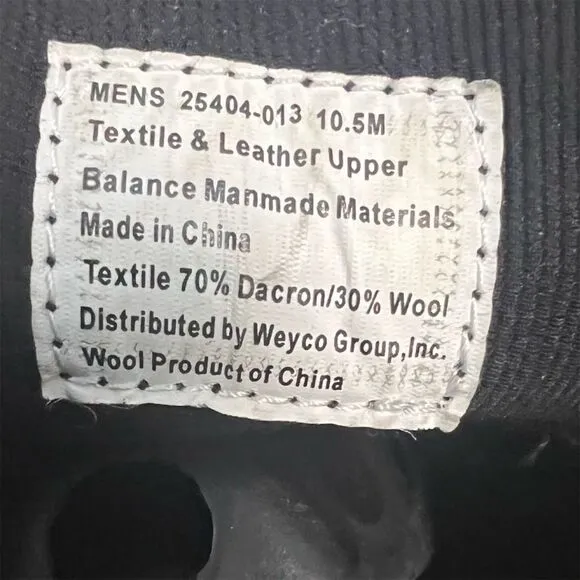 MENS 25404-013 10.5M
Textile & Leather Upper
Balance Manmade Materials
Made in China
Textile 70% Dacron/30% Wool
Distributed by Weyco Group,Inc.
Wool Product of China